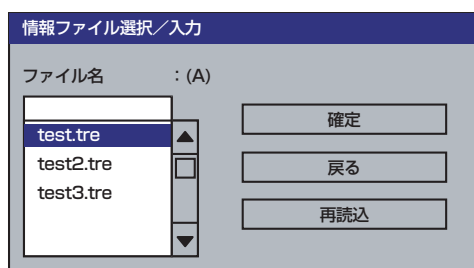 情報ファイル選択／入力
ファイル名 : (A)
test.tre
test2.tre
test3.tre
確定
戻る
再読込